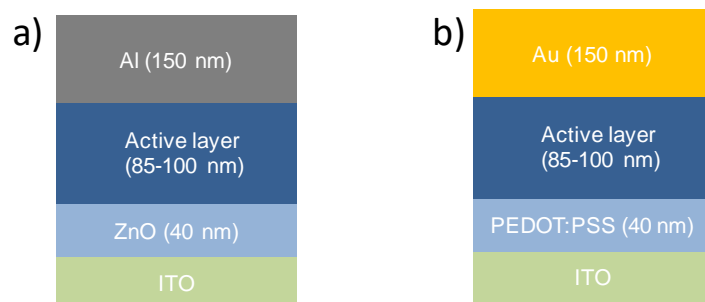 a)
Al (150 nm)
Active layer
(85-100 nm)
ZnO (40 nm)
ITO
b)
Au (150 nm)
Active layer
(85-100 nm)
PEDOT:PSS (40 nm)
ITO